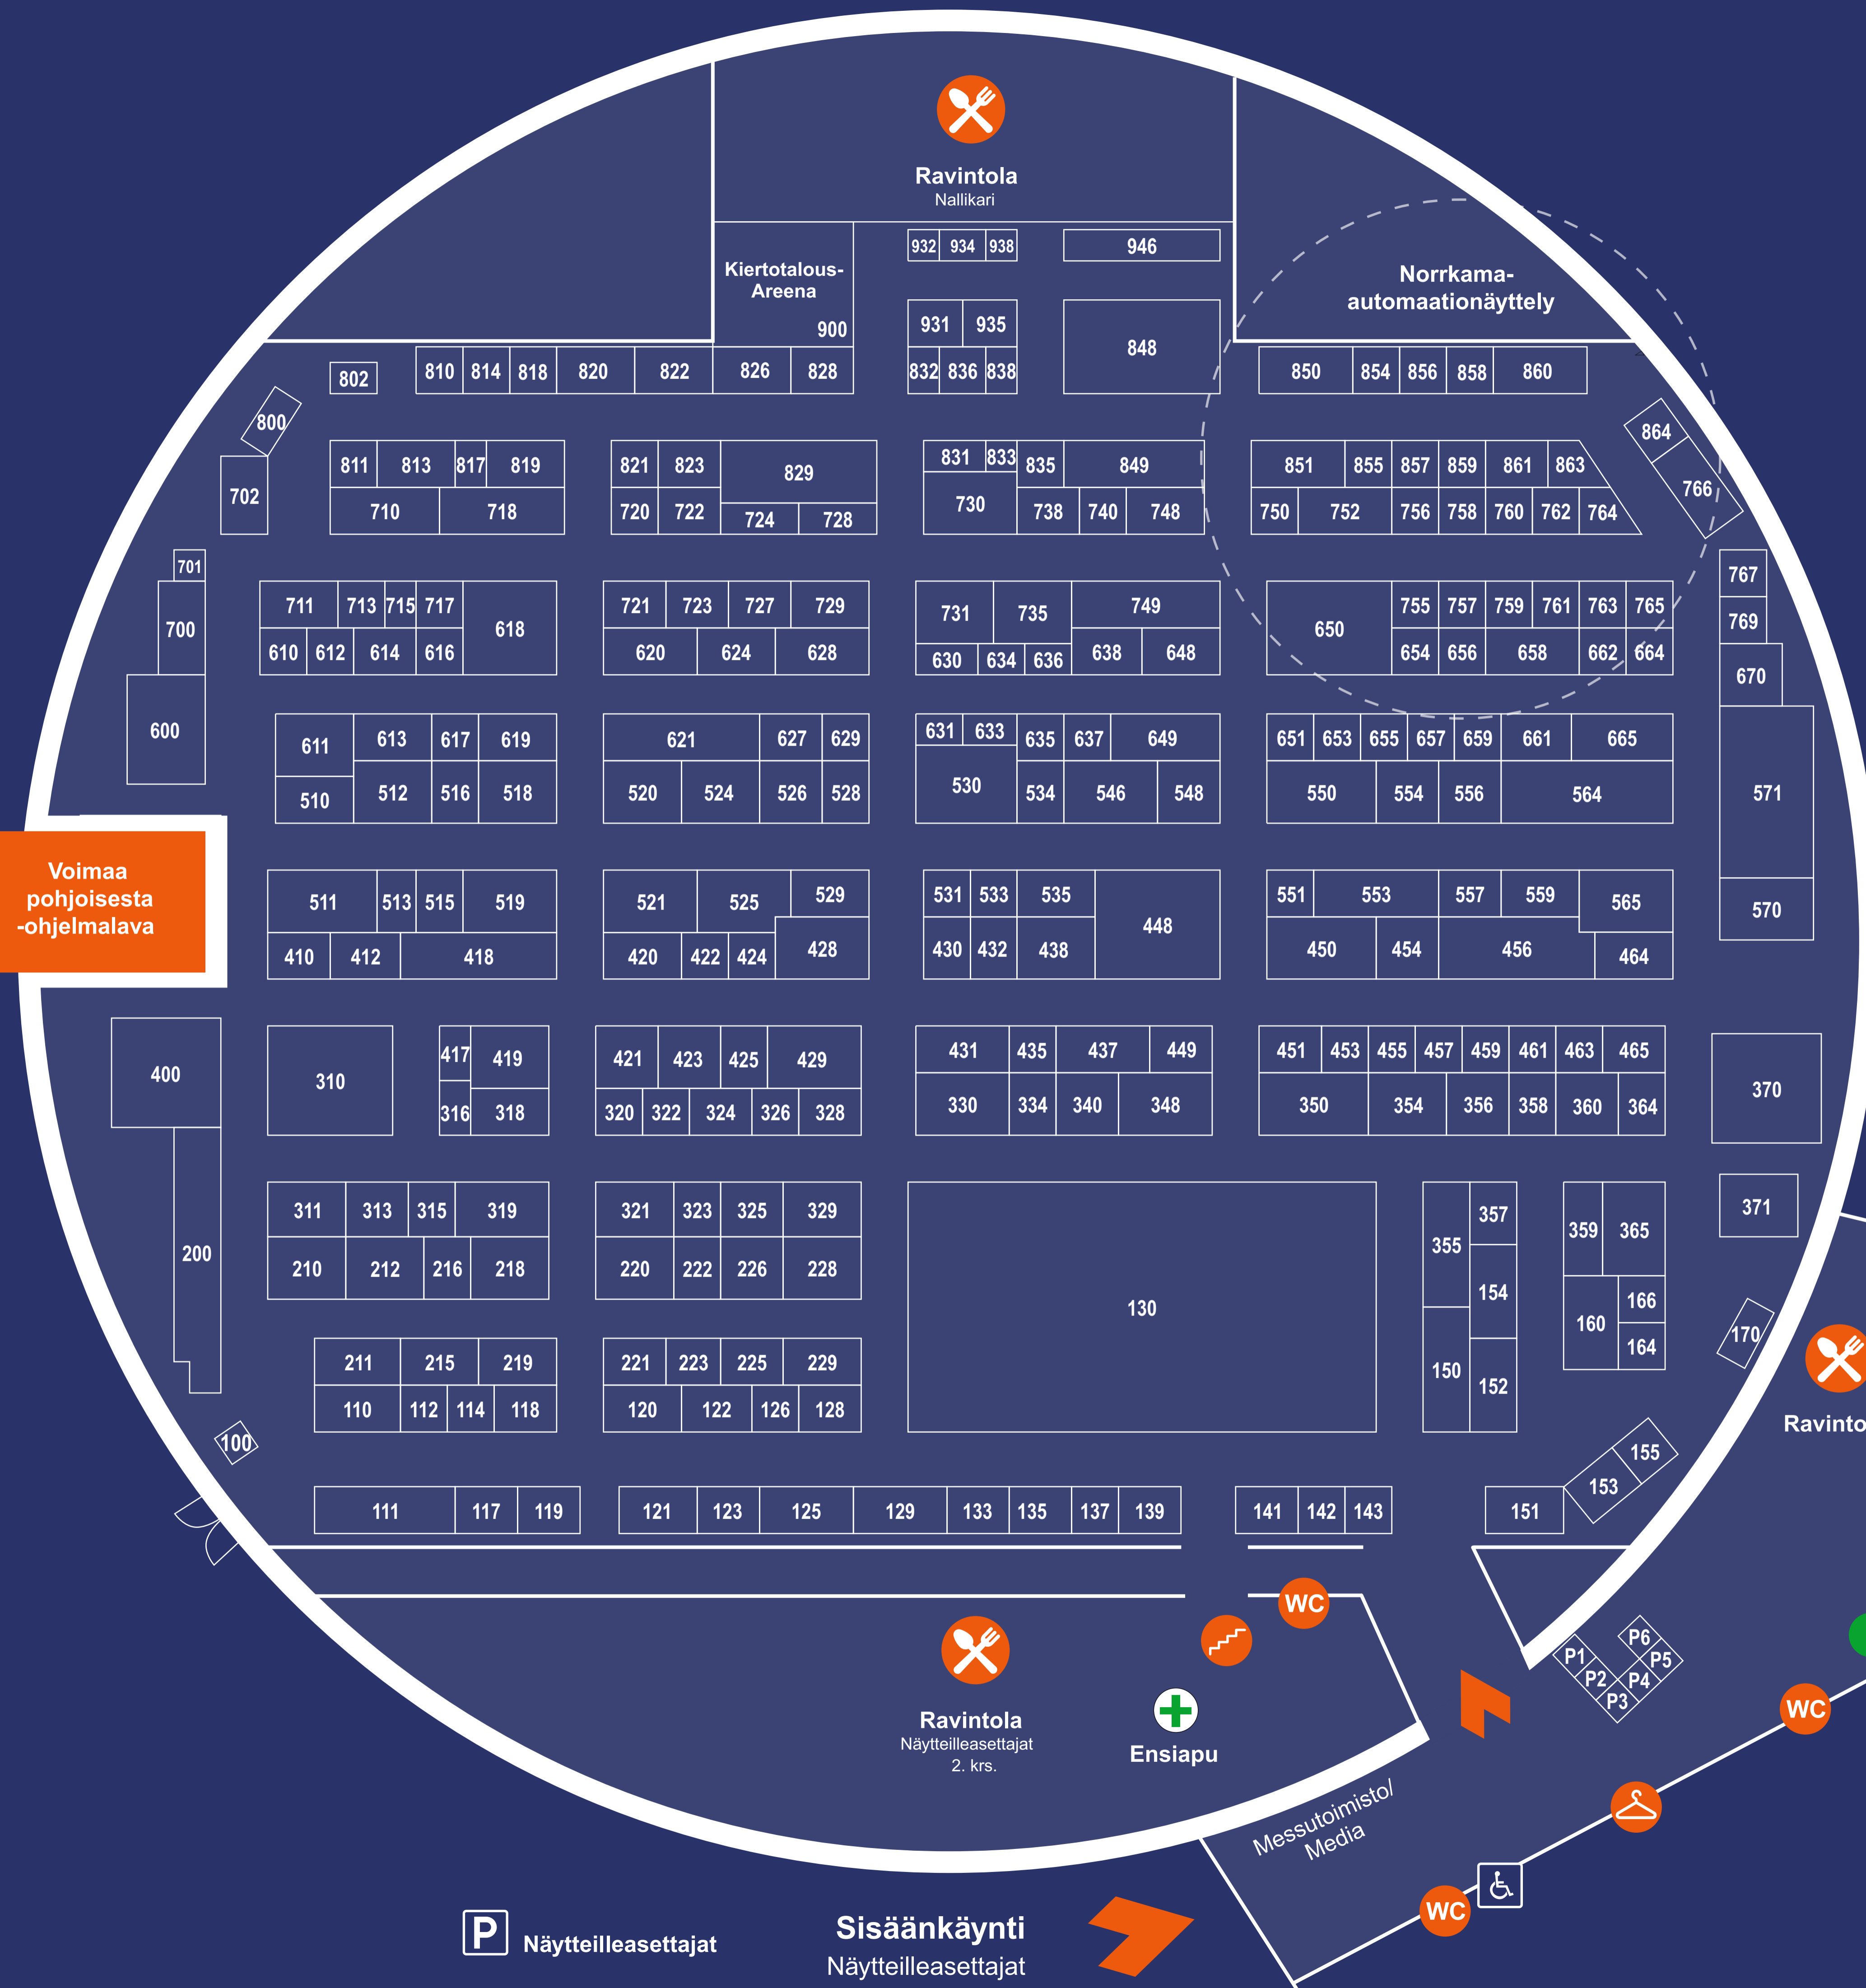 Ravintola
Nallikari
932 934 938 946
Kiertotalous-
Areena
900
Norrkama-
automaationäyttely
931 935 848
802 810 814 818 820 822 826 828 832 836 838 850 854 856 858 860
800 864
811 813 817 819 821 823 829 831 833 835 849 851 855 857 859 861 863
702 766
710 718 720 722 724 728 730 738 740 748 750 752 756 758 760 762 764
701 767
711 713 715 717 618 721 723 727 729 731 735 749 650 755 757 759 761 763 765
700 769
610 612 614 616 620 624 628 630 634 636 638 648 654 656 658 662 664
670
600 611 613 617 619 621 627 629 631 633 635 637 649 651 653 655 657 659 661 665
510 512 516 518 520 524 526 528 530 534 546 548 550 554 556 564 571
Voimaa
pohjoisesta
-ohjelmalava
511 513 515 519 521 525 529 531 533 535 448 551 553 557 559 565 570
410 412 418 420 422 424 428 430 432 438 450 454 456 464
400 310 417 419 421 423 425 429 431 435 437 449 451 453 455 457 459 461 463 465 370
316 318 320 322 324 326 328 330 334 340 348 350 354 356 358 360 364
311 313 315 319 321 323 325 329 355 357 359 365 371
200 210 212 216 218 220 222 226 228 130 154 160 166 164 170
211 215 219 221 223 225 229 150 152
110 112 114 118 120 122 126 128
100 155
153
111 117 119 121 123 125 129 133 135 137 139 141 142 143 151
WC
P1 P2 P3 P4 P5 P6
Ravintola
Näytteilleasettajat
2. krs.
Ensiapu
Messutoimisto/
Media
WC
WC
P Näytteilleasettajat
Sisäänkäynti
Näytteilleasettajat
Ravinto